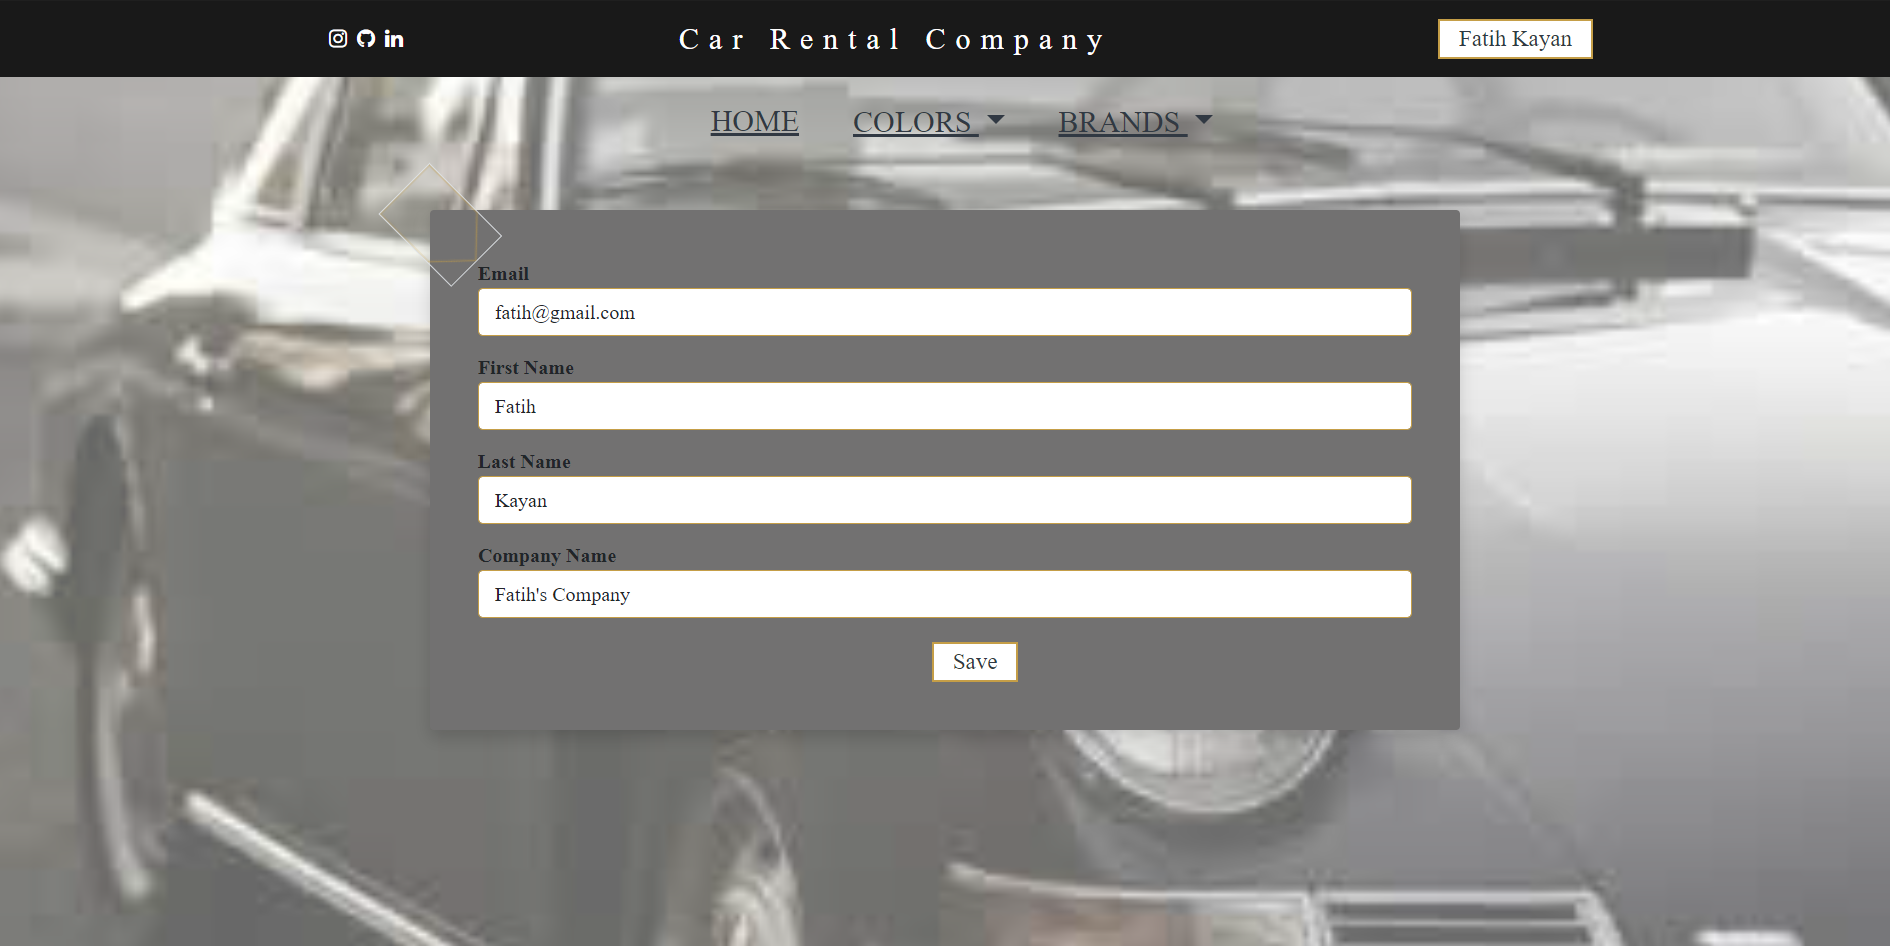 Car Rental Company
Fatih Kayan
HOME COLORS BRANDS
Email
fatih@gmail.com
First Name
Fatih
Last Name
Kayan
Company Name
Fatih's Company
Save